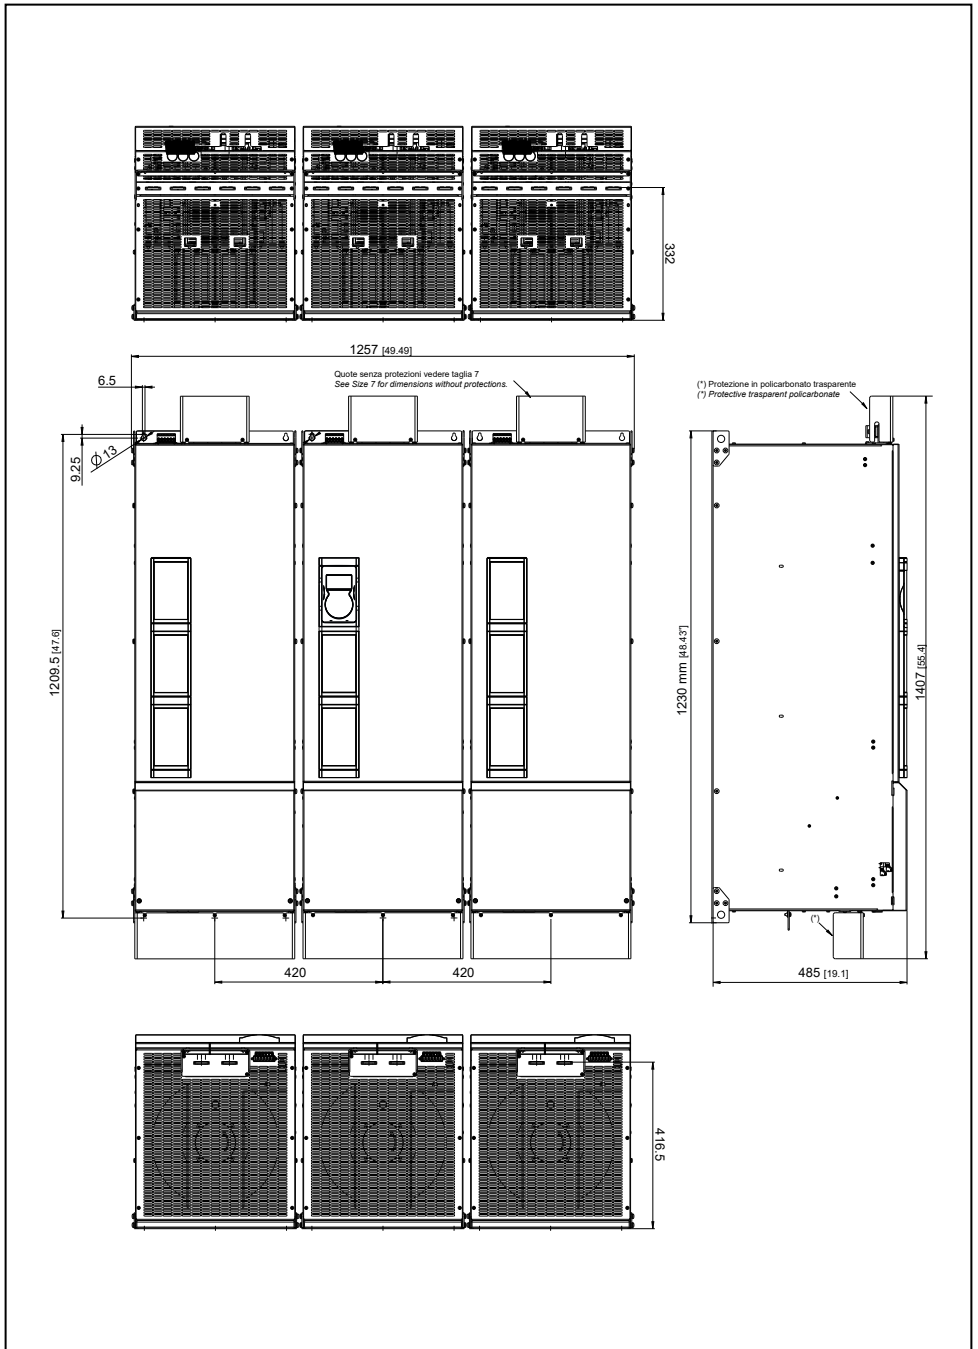 332
1257 [49.49]
Quote senza protezioni vedere taglia 7
See Size 7 for dimensions without protections.
6.5
(*) Protezione in policarbonato trasparente
(*) Protective trasparent policarbonate
9.25
Ø 13
1209.5 [47.6]
1230 mm [48.43"]
1407 [55.4]
(*)
420
420
485 [19.1]
416.5